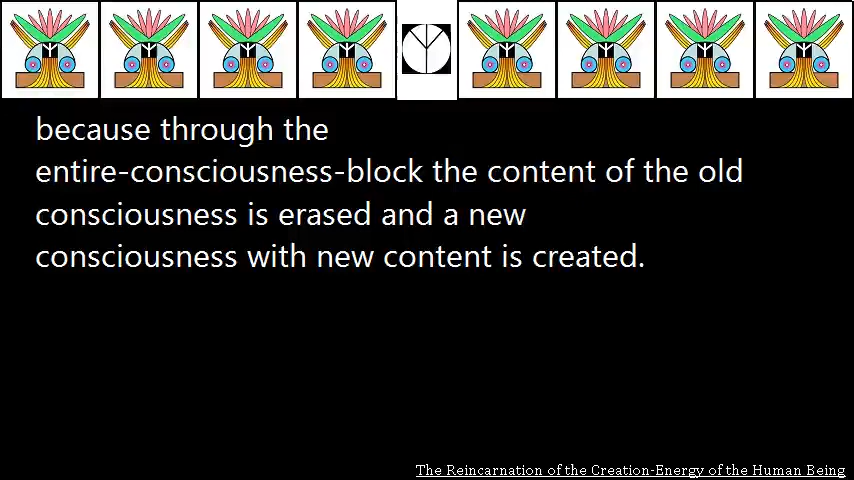 because through the
entire-consciousness-block the content of the old
consciousness is erased and a new
consciousness with new content is created.
The Reincarnation of the Creation-Energy of the Human Being